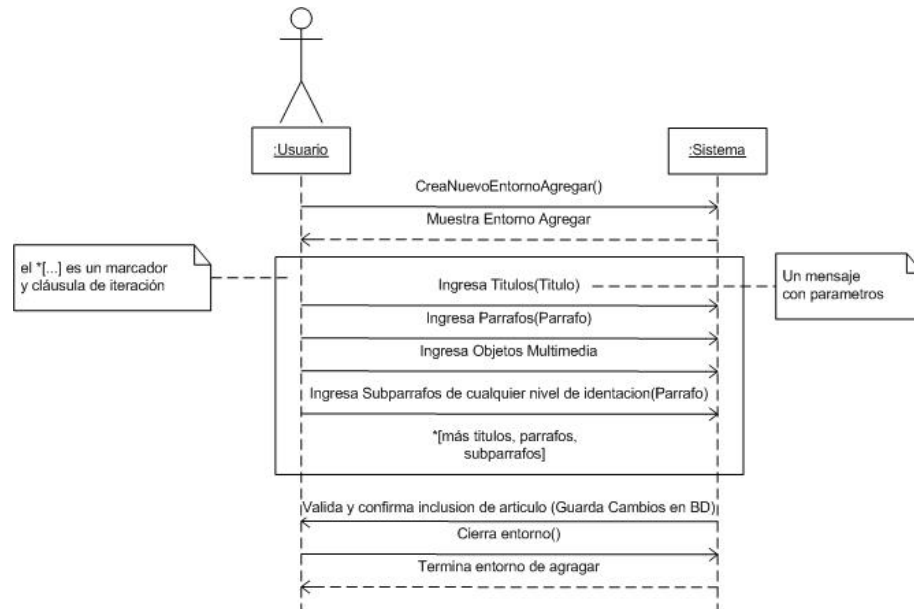 :Usuario
:Sistema
CreaNuevoEntornoAgregar()
Muestra Entorno Agregar
el *[...] es un marcador
y cláusula de iteración
Un mensaje
con parametros
Ingresa Titulos(Titulo)
Ingresa Parrafos(Parrafo)
Ingresa Objetos Multimedia
Ingresa Subparrafos de cualquier nivel de identacion(Parrafo)
*[más titulos, parrafos,
subparrafos]
Valida y confirma inclusion de articulo (Guarda Cambios en BD)
Cierra entorno()
Termina entorno de agragar